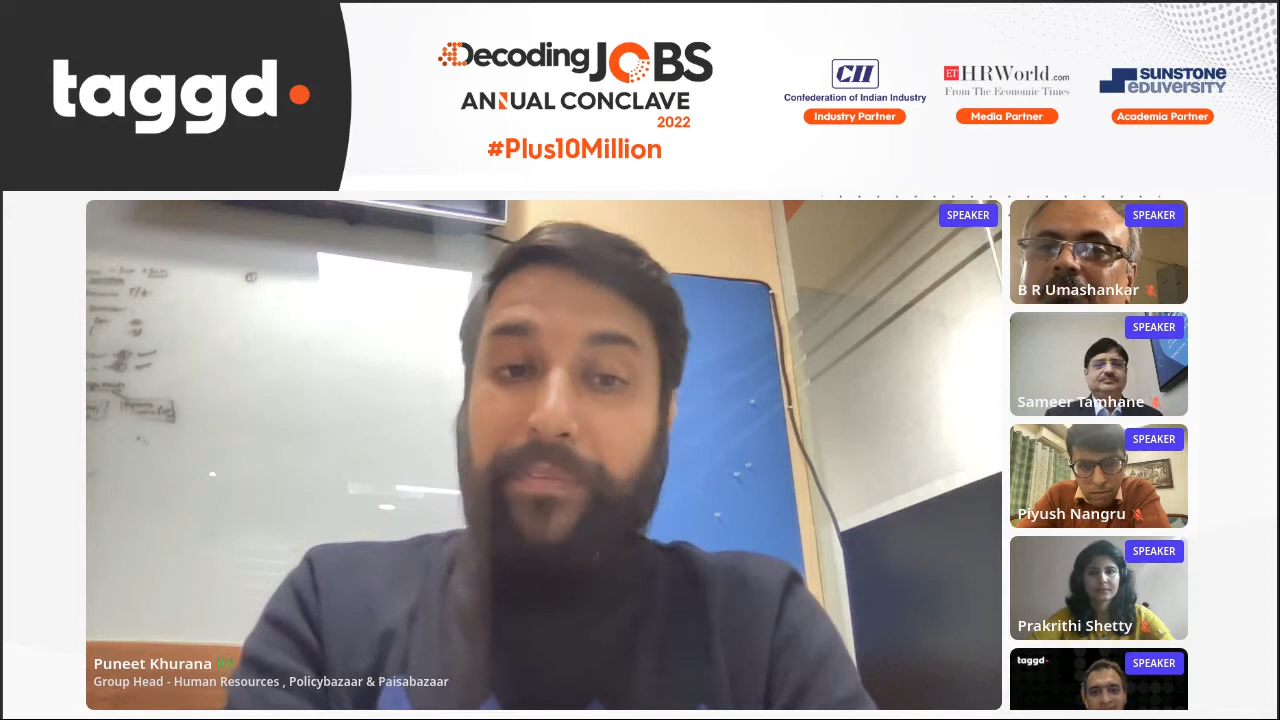 taggd
Decoding JOBS
ANNUAL CONCLAVE
2022
#Plus10Million
CII
Confederation of Indian Industry
Industry Partner
ET HRWorld.com
From The Economic Times
Media Partner
SUNSTONE
eDUVERSITY
Academia Partner
SPEAKER
Puneet Khurana
Group Head - Human Resources , Policybazaar & Paisabazaar
SPEAKER
B R Umashankar
SPEAKER
Sameer Tamhane
SPEAKER
Piyush Nangru
SPEAKER
Prakrithi Shetty
taggd
SPEAKER